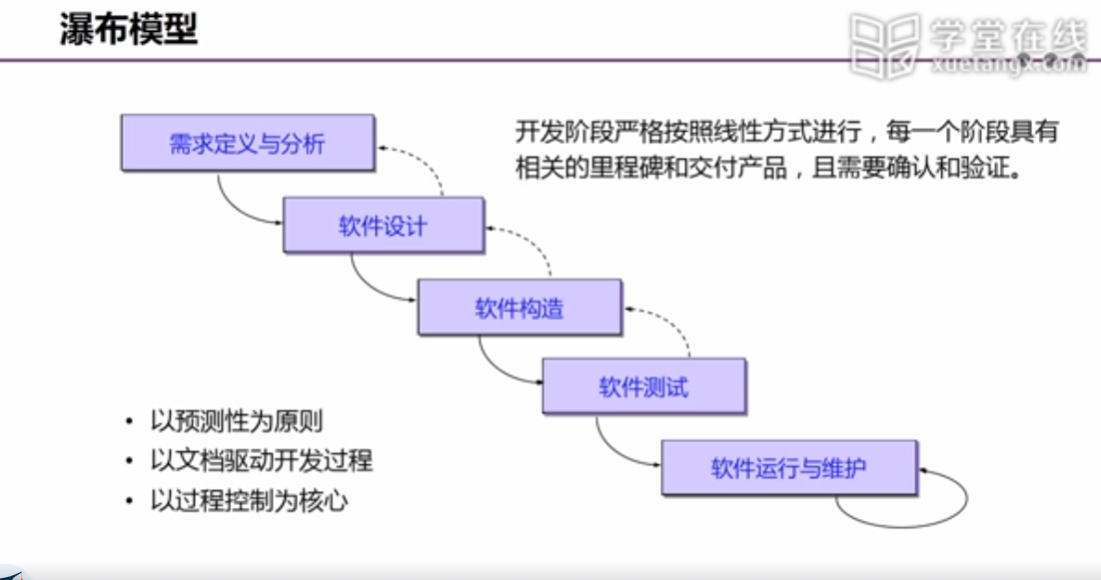 瀑布模型
学堂在线
xuetangx.com
需求定义与分析
开发阶段严格按照线性方式进行，每一个阶段具有
相关的里程碑和交付产品，且需要确认和验证。
软件设计
软件构造
软件测试
• 以预测性为原则
• 以文档驱动开发过程
• 以过程控制为核心
软件运行与维护